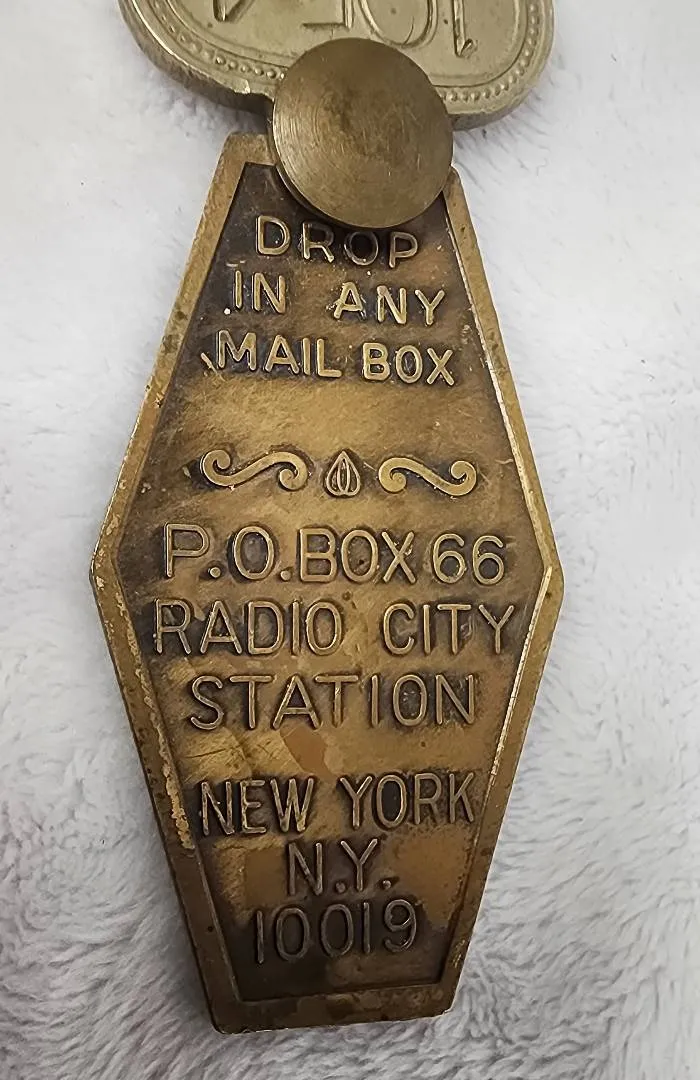 DROP
IN ANY
MAIL BOX
P.O. BOX 66
RADIO CITY
STATION
NEW YORK
N.Y.
10019